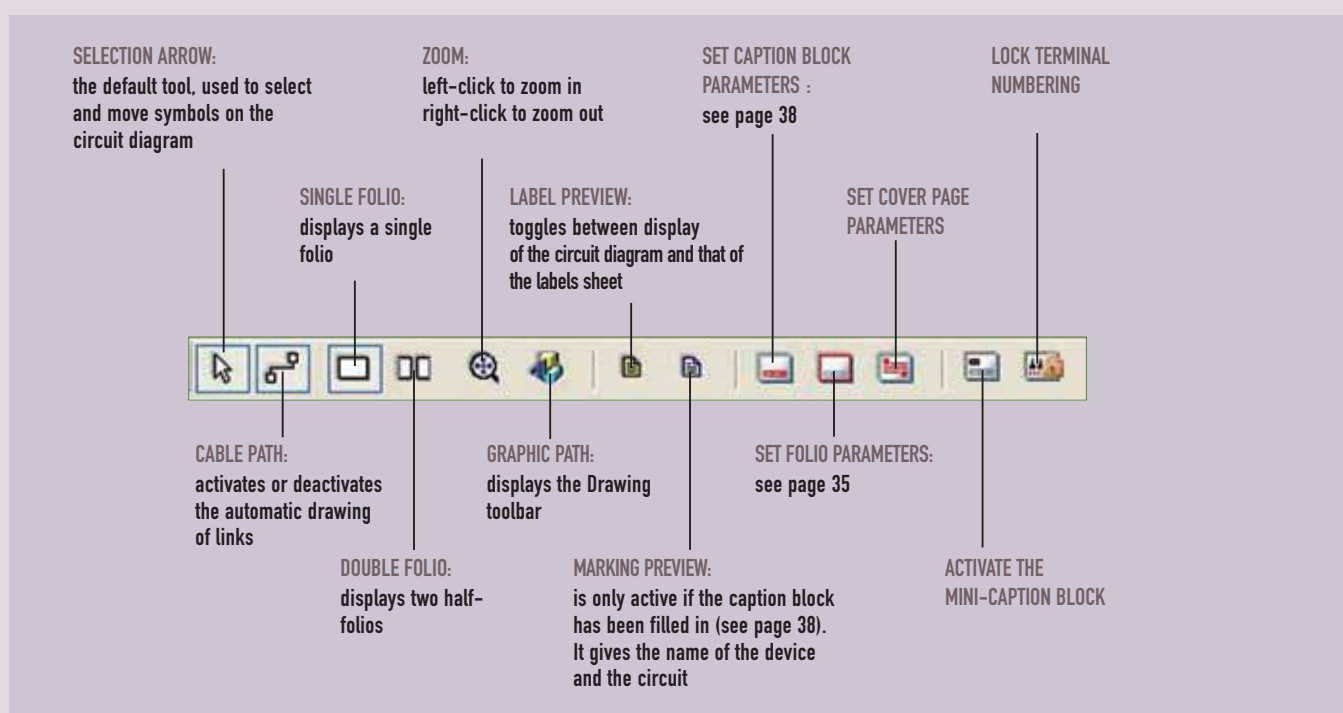 SELECTION ARROW:
the default tool, used to select
and move symbols on the
circuit diagram
ZOOM:
left-click to zoom in
right-click to zoom out
SET CAPTION BLOCK
PARAMETERS :
see page 38
LOCK TERMINAL
NUMBERING
SINGLE FOLIO:
displays a single
folio
LABEL PREVIEW:
toggles between display
of the circuit diagram and that of
the labels sheet
SET COVER PAGE
PARAMETERS
CABLE PATH:
activates or deactivates
the automatic drawing
of links
GRAPHIC PATH:
displays the Drawing
toolbar
SET FOLIO PARAMETERS:
see page 35
DOUBLE FOLIO:
displays two half-
folios
MARKING PREVIEW:
is only active if the caption block
has been filled in (see page 38).
It gives the name of the device
and the circuit
ACTIVATE THE
MINI-CAPTION BLOCK